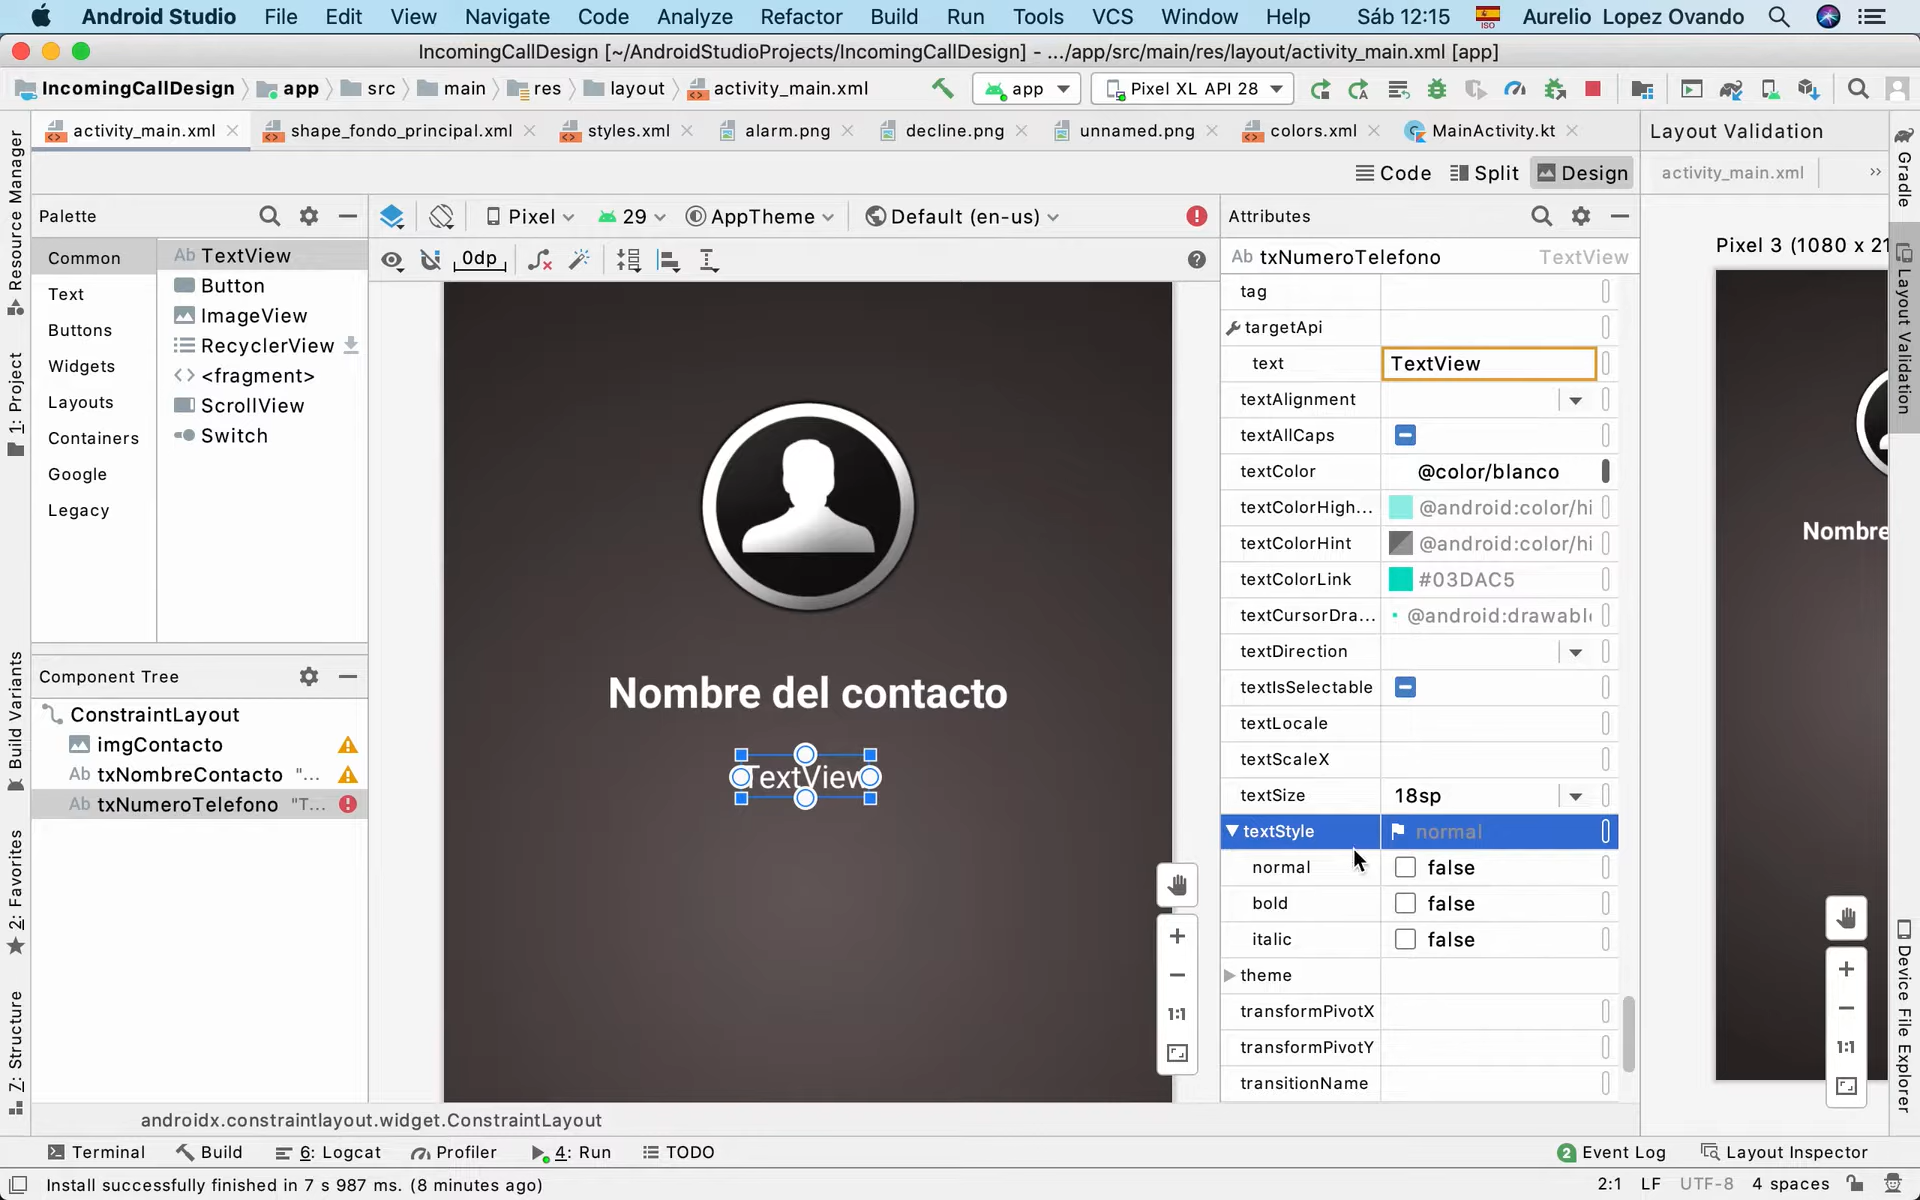 Android Studio File Edit View Navigate Code Analyze Refactor Build Run Tools VCS Window Help Sáb 12:15 ISO Aurelio Lopez Ovando
IncomingCallDesign [~/AndroidStudioProjects/IncomingCallDesign] - .../app/src/main/res/layout/activity_main.xml [app]
IncomingCallDesign app src main res layout activity_main.xml app Pixel XL API 28
activity_main.xml shape_fondo_principal.xml styles.xml alarm.png decline.png unnamed.png colors.xml MainActivity.kt Layout Validation
Code Split Design activity_main.xml »
Palette Pixel 29 AppTheme Default (en-us) Attributes
0dp
Common
Text
Buttons
Widgets
Layouts
Containers
Google
Legacy
Ab TextView
Button
ImageView
RecyclerView
<fragment>
ScrollView
Switch
Component Tree
ConstraintLayout
imgContacto
Ab txNombreContacto "...
Ab txNumeroTelefono "T...
Nombre del contacto
TextView
1:1
Ab txNumeroTelefono TextView
tag
targetApi
text TextView
textAlignment
textAllCaps
textColor @color/blanco
textColorHigh... @android:color/hi
textColorHint @android:color/hi
textColorLink #03DAC5
textCursorDra... @android:drawabl
textDirection
textIsSelectable
textLocale
textScaleX
textSize 18sp
textStyle normal
normal false
bold false
italic false
theme
transformPivotX
transformPivotY
transitionName
Pixel 3 (1080 x 21
Nombre
1:1
Resource Manager
1: Project
Build Variants
2: Favorites
Z: Structure
Gradle
Layout Validation
Device File Explorer
androidx.constraintlayout.widget.ConstraintLayout
Terminal Build 6: Logcat Profiler 4: Run TODO 2 Event Log Layout Inspector
Install successfully finished in 7 s 987 ms. (8 minutes ago) 2:1 LF UTF-8 4 spaces